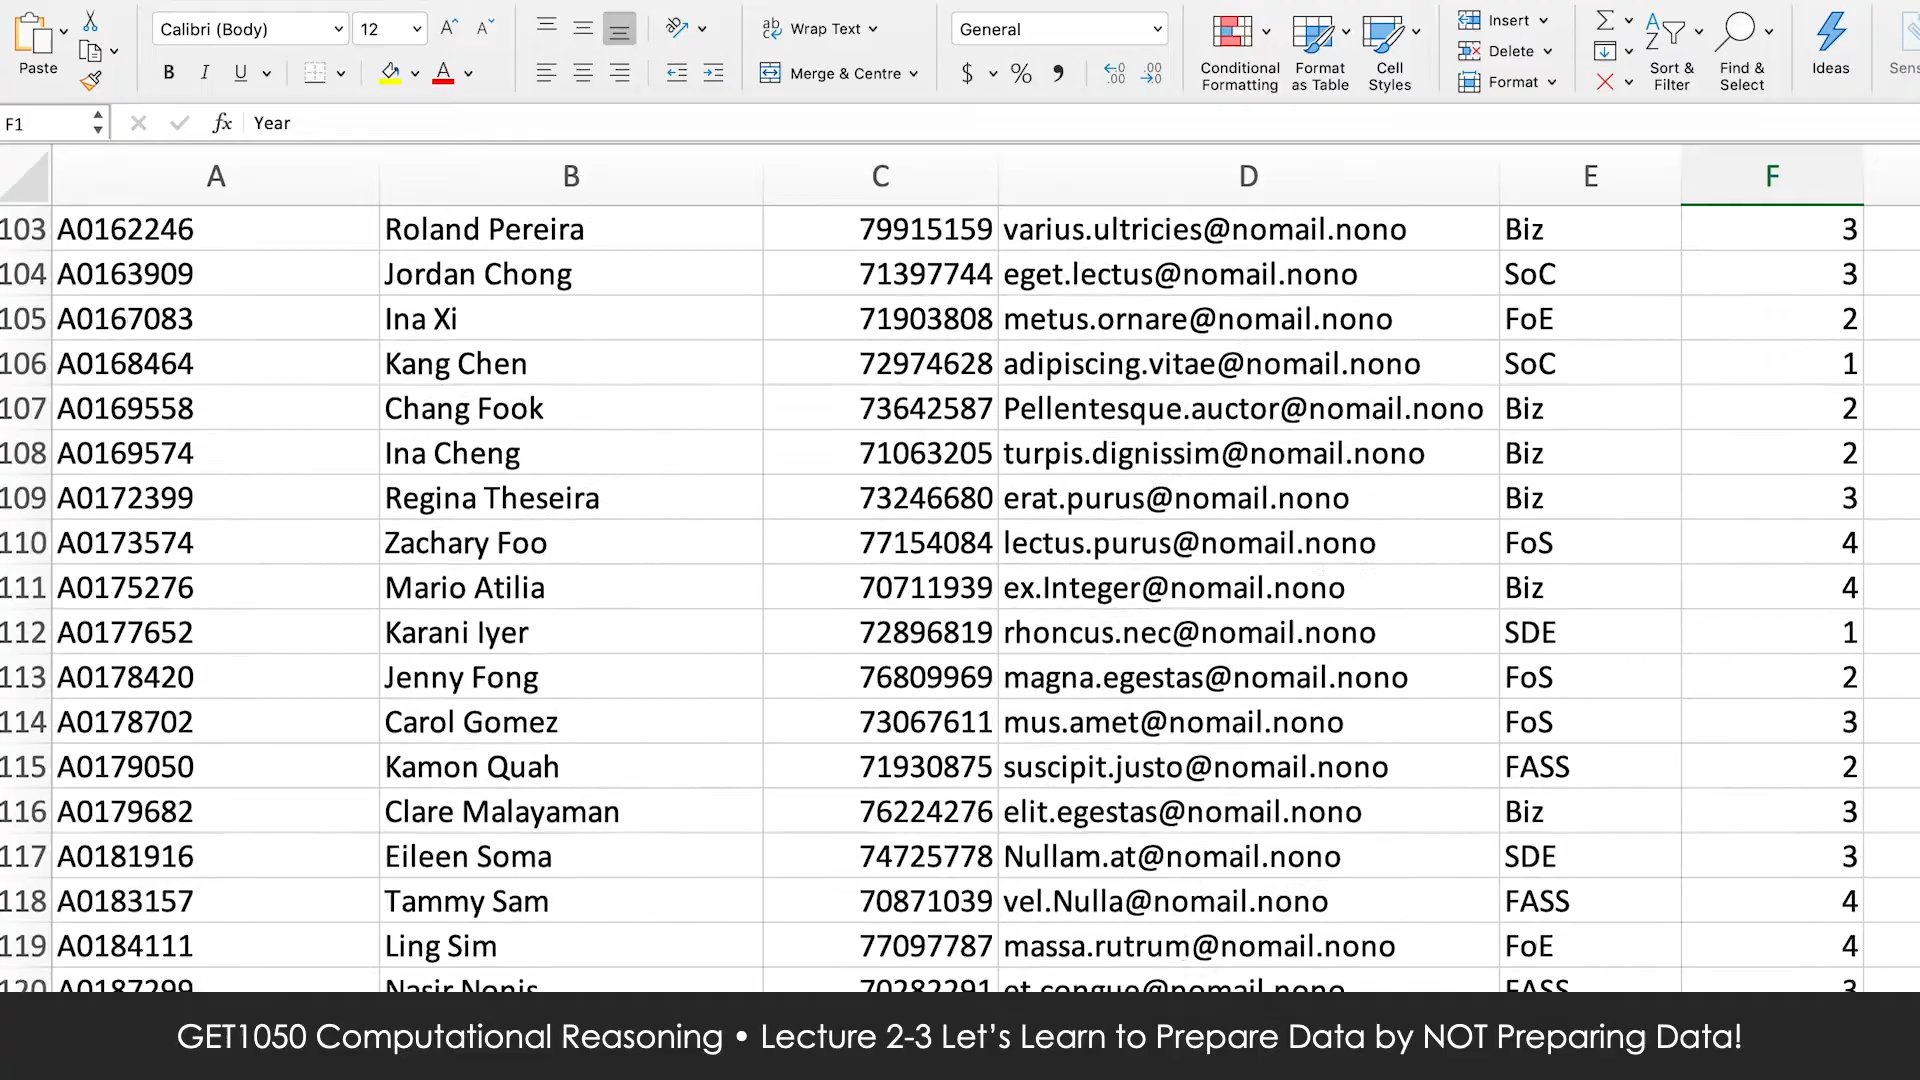 Calibri (Body) 12 Wrap Text General Insert
Paste B I U Merge & Centre $ % Conditional Formatting Format as Table Cell Styles Delete Format Sort & Filter Find & Select Ideas
F1 fx Year
A B C D E F
103 A0162246 Roland Pereira 79915159 varius.ultricies@nomail.nono Biz 3
104 A0163909 Jordan Chong 71397744 eget.lectus@nomail.nono SoC 3
105 A0167083 Ina Xi 71903808 metus.ornare@nomail.nono FoE 2
106 A0168464 Kang Chen 72974628 adipiscing.vitae@nomail.nono SoC 1
107 A0169558 Chang Fook 73642587 Pellentesque.auctor@nomail.nono Biz 2
108 A0169574 Ina Cheng 71063205 turpis.dignissim@nomail.nono Biz 2
109 A0172399 Regina Theseira 73246680 erat.purus@nomail.nono Biz 3
110 A0173574 Zachary Foo 77154084 lectus.purus@nomail.nono FoS 4
111 A0175276 Mario Atilia 70711939 ex.Integer@nomail.nono Biz 4
112 A0177652 Karani Iyer 72896819 rhoncus.nec@nomail.nono SDE 1
113 A0178420 Jenny Fong 76809969 magna.egestas@nomail.nono FoS 2
114 A0178702 Carol Gomez 73067611 mus.amet@nomail.nono FoS 3
115 A0179050 Kamon Quah 71930875 suscipit.justo@nomail.nono FASS 2
116 A0179682 Clare Malayaman 76224276 elit.egestas@nomail.nono Biz 3
117 A0181916 Eileen Soma 74725778 Nullam.at@nomail.nono SDE 3
118 A0183157 Tammy Sam 70871039 vel.Nulla@nomail.nono FASS 4
119 A0184111 Ling Sim 77097787 massa.rutrum@nomail.nono FoE 4
120 A0187299 Nasir Nonis 70282291 et.congue@nomail.nono FASS 3
GET1050 Computational Reasoning • Lecture 2-3 Let’s Learn to Prepare Data by NOT Preparing Data!